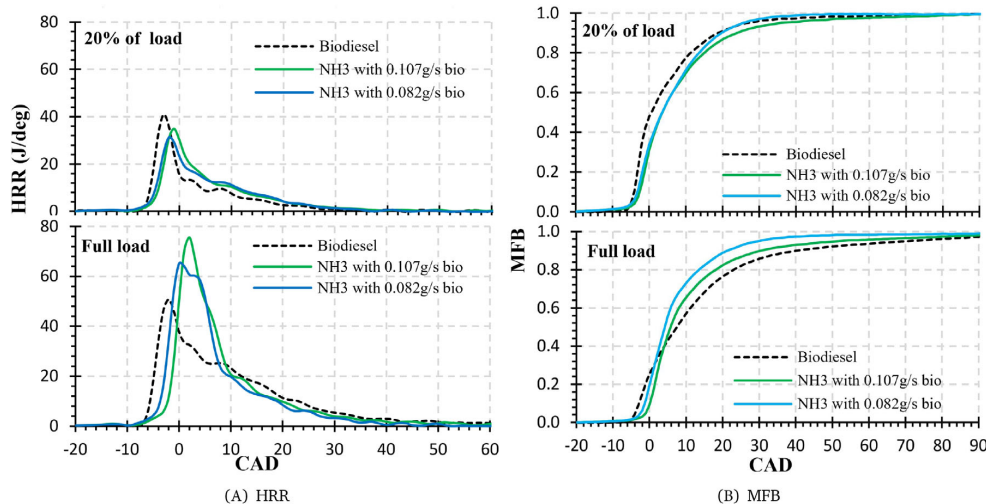 80
60
40
20
0
HRR (J/deg)
20% of load
Biodiesel
NH3 with 0.107g/s bio
NH3 with 0.082g/s bio
80
60
40
20
0
Full load
Biodiesel
NH3 with 0.107g/s bio
NH3 with 0.082g/s bio
-20 -10 0 10 20 30 40 50 60
CAD
(A) HRR
1.0
0.8
0.6
0.4
0.2
0.0
MFB
20% of load
Biodiesel
NH3 with 0.107g/s bio
NH3 with 0.082g/s bio
1.0
0.8
0.6
0.4
0.2
0.0
Full load
Biodiesel
NH3 with 0.107g/s bio
NH3 with 0.082g/s bio
-20 -10 0 10 20 30 40 50 60 70 80 90
CAD
(B) MFB